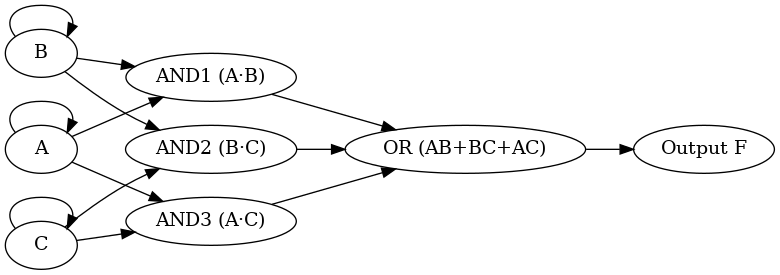 B
AND1 (A·B)
A
AND2 (B·C)
OR (AB+BC+AC)
Output F
C
AND3 (A·C)